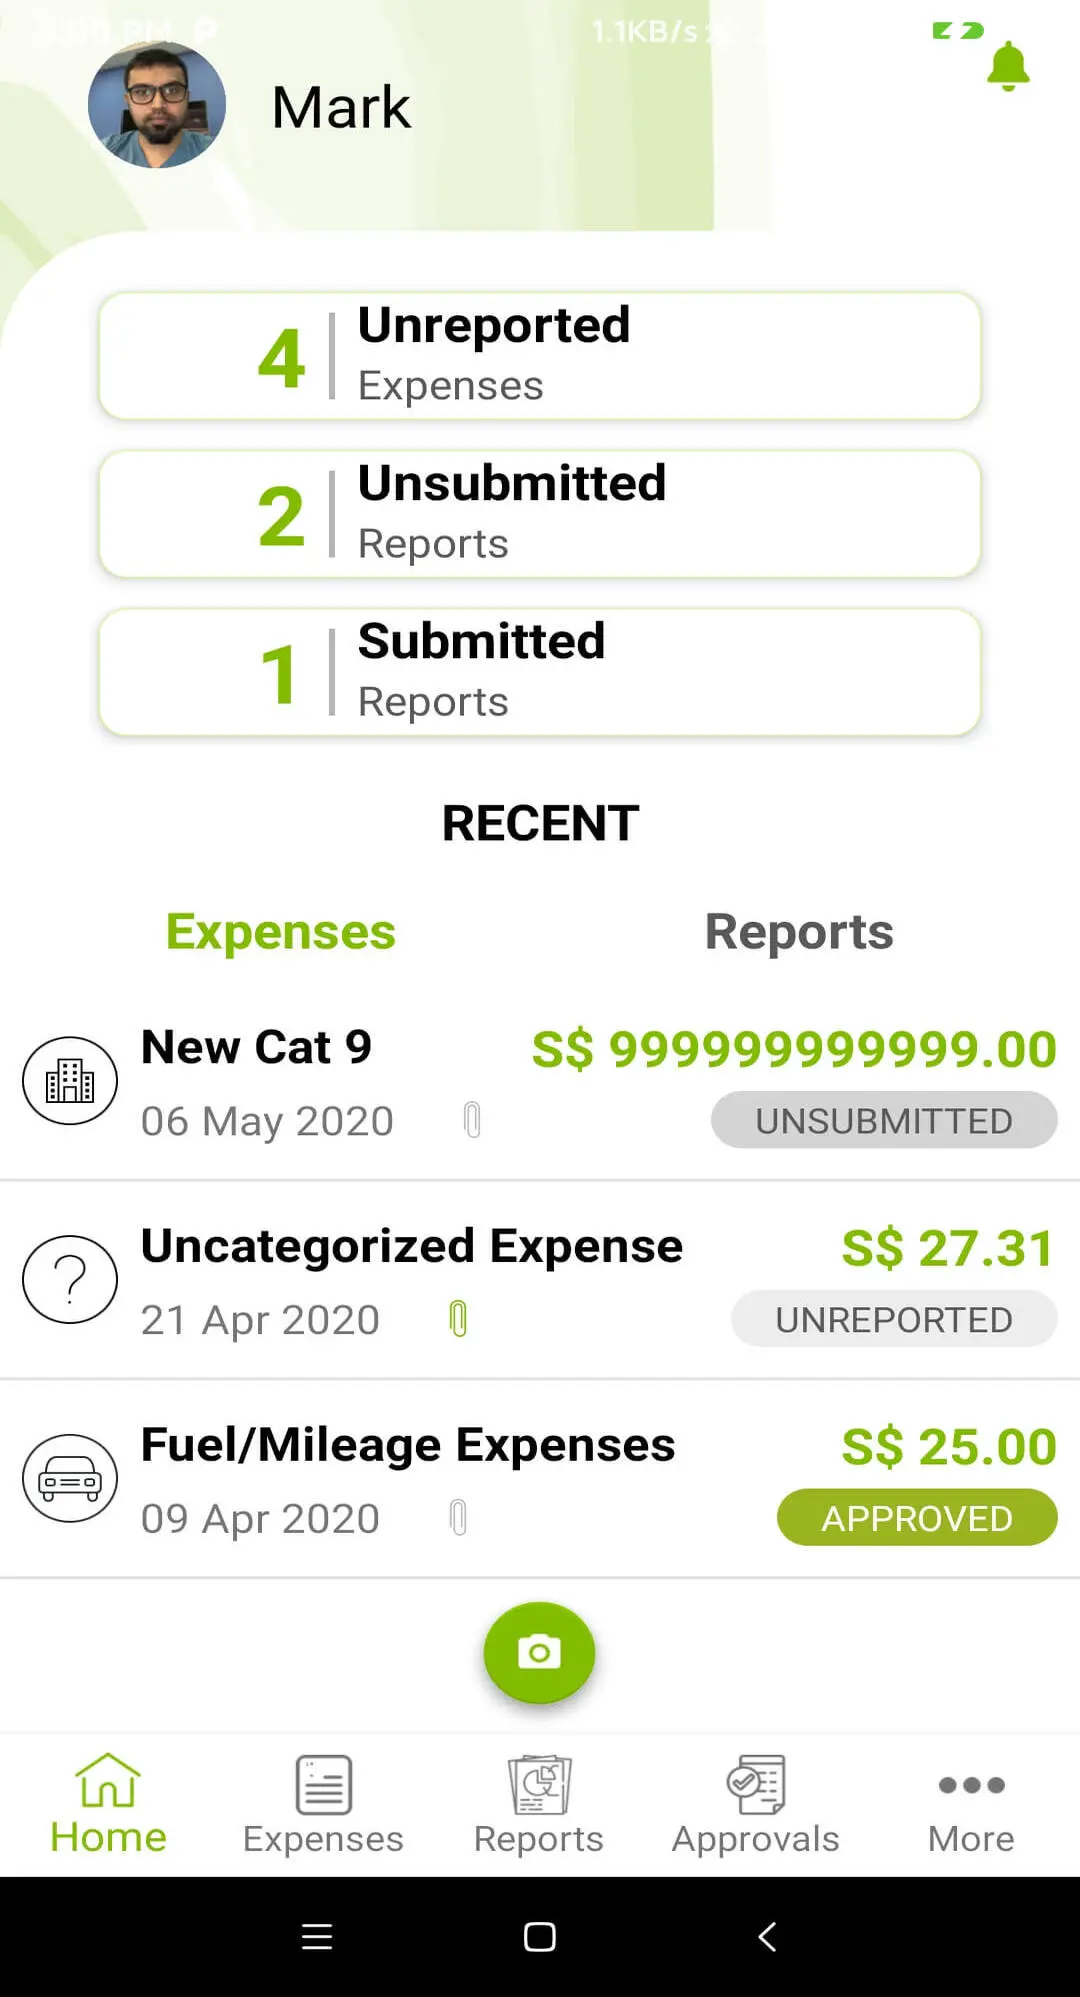 1.1KB/s
Mark
4
Unreported
Expenses
2
Unsubmitted
Reports
1
Submitted
Reports
RECENT
Expenses
Reports
New Cat 9
S$ 999999999999.00
06 May 2020
UNSUBMITTED
Uncategorized Expense
S$ 27.31
21 Apr 2020
UNREPORTED
Fuel/Mileage Expenses
S$ 25.00
09 Apr 2020
APPROVED
Home
Expenses
Reports
Approvals
More